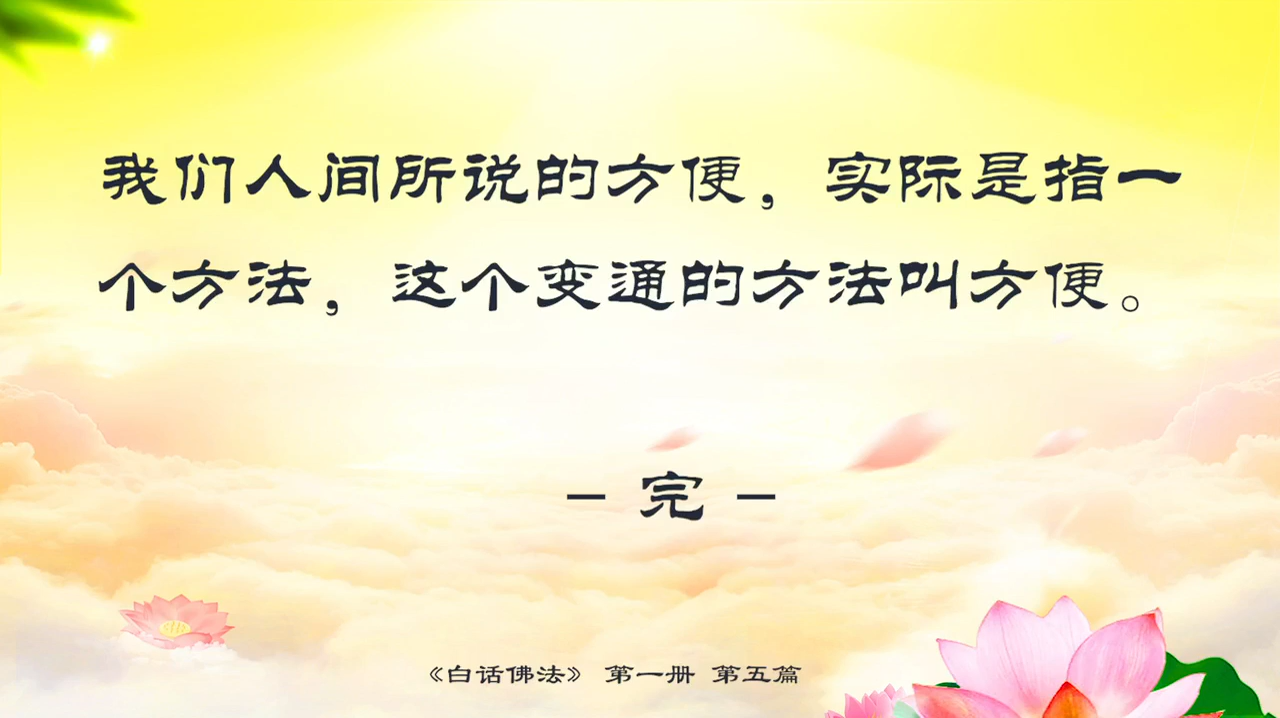 我们人间所说的方便，实际是指一
个方法，这个变通的方法叫方便。
– 完 –
《白话佛法》 第一册 第五篇